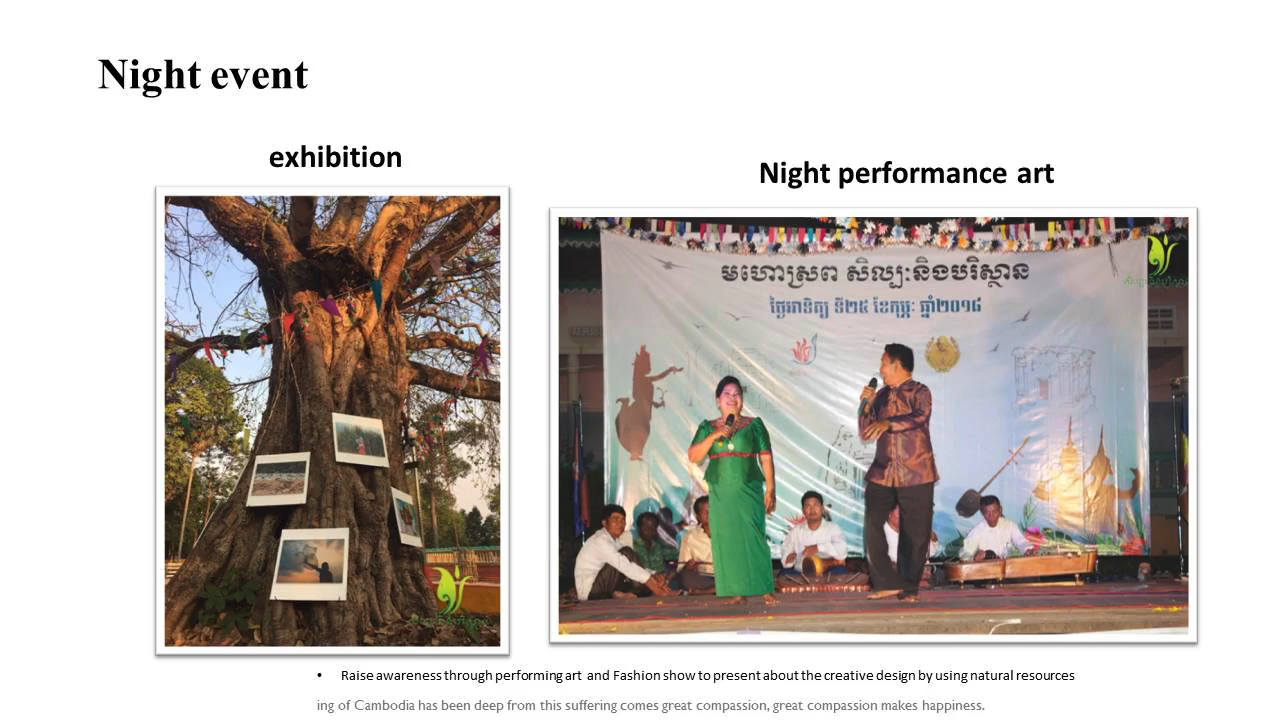 Night event
exhibition
Night performance art
មហោស្រព សិល្បៈនិងបរិស្ថាន
ថ្ងៃអាទិត្យ ទី២៥ ខែកុម្ភៈ ឆ្នាំ២០១៨
• Raise awareness through performing art and Fashion show to present about the creative design by using natural resources
ing of Cambodia has been deep from this suffering comes great compassion, great compassion makes happiness.